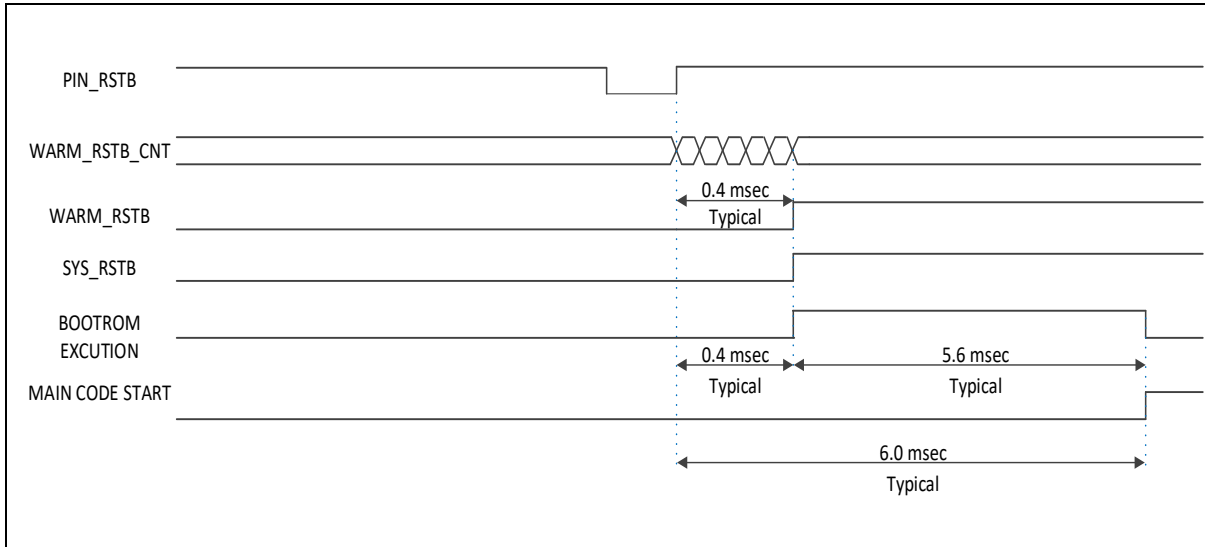 PIN_RSTB
WARM_RSTB_CNT
0.4 msec
WARM_RSTB
Typical
SYS_RSTB
BOOTROM
EXCUTION
0.4 msec
5.6 msec
MAIN CODE START
Typical
Typical
6.0 msec
Typical